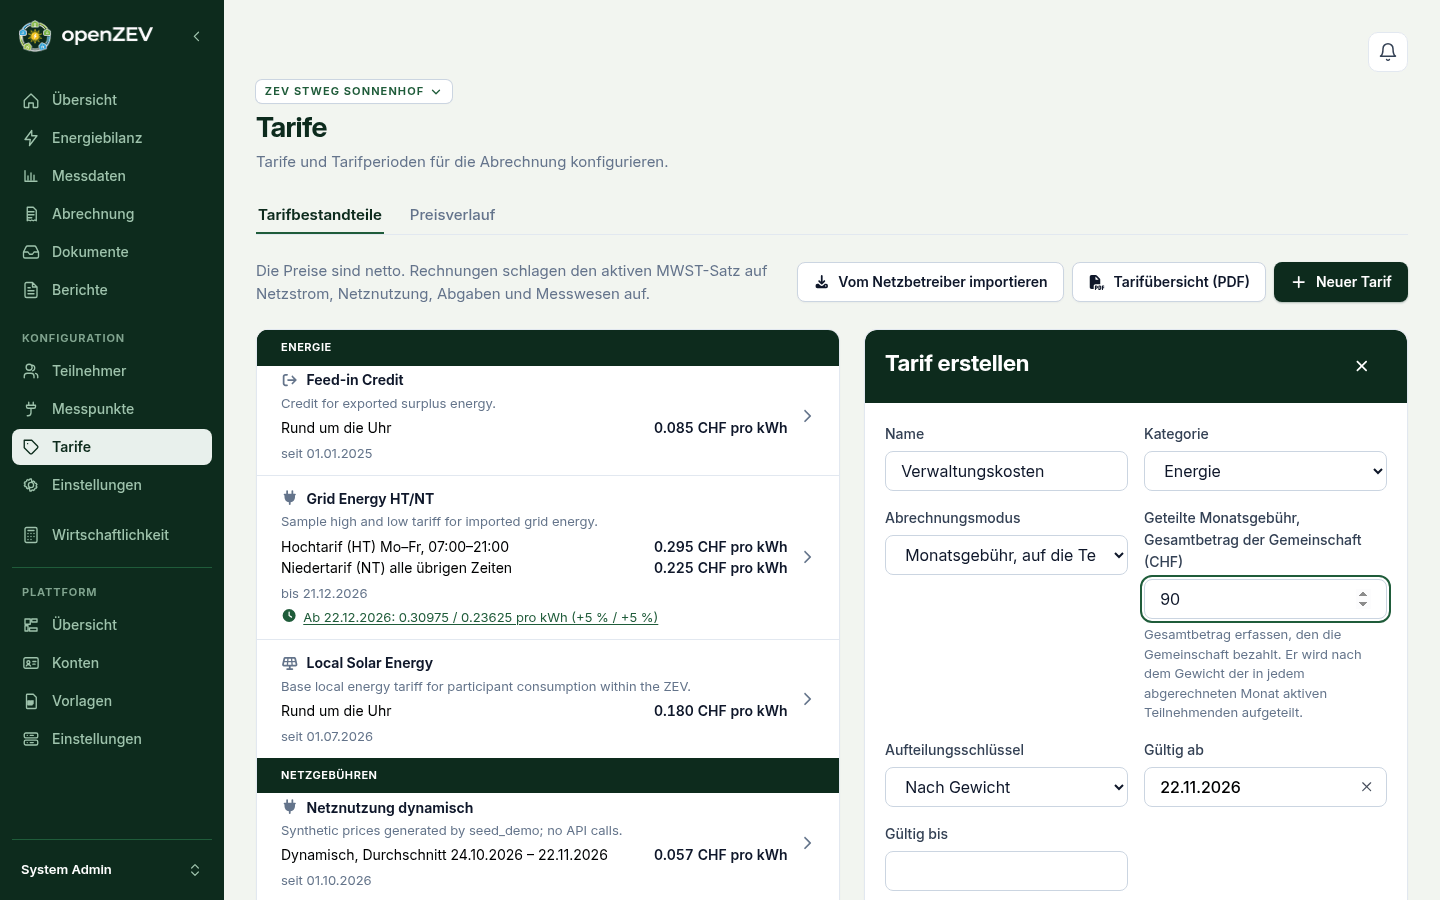 openZEV
Übersicht
Energiebilanz
Messdaten
Abrechnung
Dokumente
Berichte
KONFIGURATION
Teilnehmer
Messpunkte
Tarife
Einstellungen
Wirtschaftlichkeit
PLATTFORM
Übersicht
Konten
Vorlagen
Einstellungen
System Admin
ZEV STWEG SONNENHOF
Tarife
Tarife und Tarifperioden für die Abrechnung konfigurieren.
Tarifbestandteile
Preisverlauf
Die Preise sind netto. Rechnungen schlagen den aktiven MWST-Satz auf
Netzstrom, Netznutzung, Abgaben und Messwesen auf.
Vom Netzbetreiber importieren
Tarifübersicht (PDF)
Neuer Tarif
ENERGIE
Feed-in Credit
Credit for exported surplus energy.
Rund um die Uhr 0.085 CHF pro kWh
seit 01.01.2025
Grid Energy HT/NT
Sample high and low tariff for imported grid energy.
Hochtarif (HT) Mo–Fr, 07:00–21:00 0.295 CHF pro kWh
Niedertarif (NT) alle übrigen Zeiten 0.225 CHF pro kWh
bis 21.12.2026
Ab 22.12.2026: 0.30975 / 0.23625 pro kWh (+5 % / +5 %)
Local Solar Energy
Base local energy tariff for participant consumption within the ZEV.
Rund um die Uhr 0.180 CHF pro kWh
seit 01.07.2026
NETZGEBÜHREN
Netznutzung dynamisch
Synthetic prices generated by seed_demo; no API calls.
Dynamisch, Durchschnitt 24.10.2026 – 22.11.2026 0.057 CHF pro kWh
seit 01.10.2026
Tarif erstellen
Name
Verwaltungskosten
Kategorie
Energie
Abrechnungsmodus
Monatsgebühr, auf die Te
Geteilte Monatsgebühr,
Gesamtbetrag der Gemeinschaft
(CHF)
90
Gesamtbetrag erfassen, den die
Gemeinschaft bezahlt. Er wird nach
dem Gewicht der in jedem
abgerechneten Monat aktiven
Teilnehmenden aufgeteilt.
Aufteilungsschlüssel
Nach Gewicht
Gültig ab
22.11.2026
Gültig bis